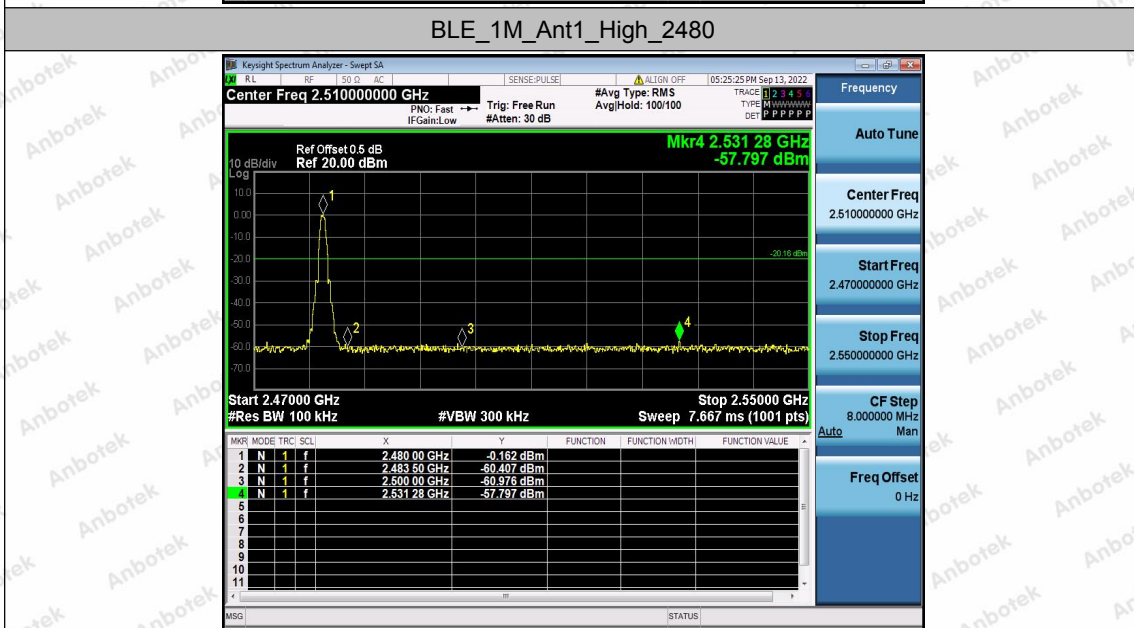 BLE_1M_Ant1_High_2480
Keysight Spectrum Analyzer - Swept SA
LXI RL RF 50 Ω AC SENSE:PULSE ALIGN OFF 05:25:25 PM Sep 13, 2022
Center Freq 2.510000000 GHz
PNO: Fast
IFGain:Low
Trig: Free Run
#Atten: 30 dB
#Avg Type: RMS
Avg|Hold: 100/100
TRACE 1 2 3 4 5 6
TYPE M WWWWW
DET P P P P P P
Ref Offset 0.5 dB
10 dB/div Ref 20.00 dBm
Log
Mkr4 2.531 28 GHz
-57.797 dBm
10.0
0.00
-10.0
-20.0
-30.0
-40.0
-50.0
-60.0
-70.0
1
2
3
4
-20.16 dBm
Start 2.47000 GHz Stop 2.55000 GHz
#Res BW 100 kHz #VBW 300 kHz Sweep 7.667 ms (1001 pts)
MKR MODE TRC SCL X Y FUNCTION FUNCTION WIDTH FUNCTION VALUE
1 N 1 f 2.480 00 GHz -0.162 dBm
2 N 1 f 2.483 50 GHz -60.407 dBm
3 N 1 f 2.500 00 GHz -60.976 dBm
4 N 1 f 2.531 28 GHz -57.797 dBm
5
6
7
8
9
10
11
MSG STATUS
Frequency
Auto Tune
Center Freq
2.510000000 GHz
Start Freq
2.470000000 GHz
Stop Freq
2.550000000 GHz
CF Step
8.000000 MHz
Auto Man
Freq Offset
0 Hz
Anbotek